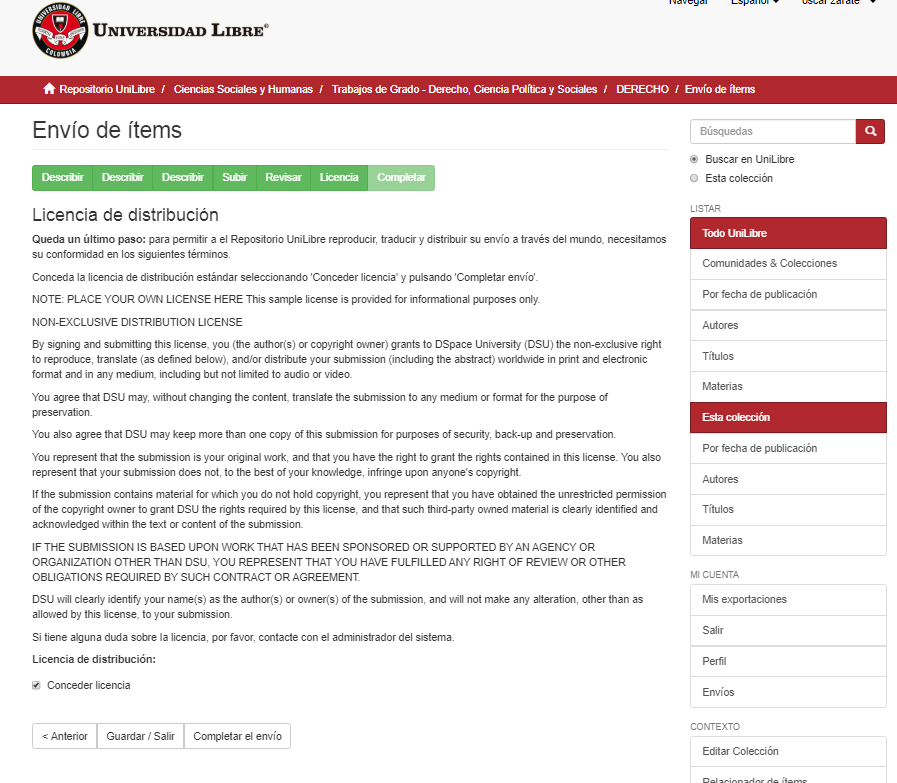 Navegar Español oscar zarate
UNIVERSIDAD LIBRE
COLOMBIA
UNIVERSIDAD LIBRE®
Repositorio UniLibre / Ciencias Sociales y Humanas / Trabajos de Grado - Derecho, Ciencia Política y Sociales / DERECHO / Envío de ítems
Envío de ítems
Describir Describir Describir Subir Revisar Licencia Completar
Licencia de distribución
Queda un último paso: para permitir a el Repositorio UniLibre reproducir, traducir y distribuir su envío a través del mundo, necesitamos
su conformidad en los siguientes términos.
Conceda la licencia de distribución estándar seleccionando 'Conceder licencia' y pulsando 'Completar envío'.
NOTE: PLACE YOUR OWN LICENSE HERE This sample license is provided for informational purposes only.
NON-EXCLUSIVE DISTRIBUTION LICENSE
By signing and submitting this license, you (the author(s) or copyright owner) grants to DSpace University (DSU) the non-exclusive right
to reproduce, translate (as defined below), and/or distribute your submission (including the abstract) worldwide in print and electronic
format and in any medium, including but not limited to audio or video.
You agree that DSU may, without changing the content, translate the submission to any medium or format for the purpose of
preservation.
You also agree that DSU may keep more than one copy of this submission for purposes of security, back-up and preservation.
You represent that the submission is your original work, and that you have the right to grant the rights contained in this license. You also
represent that your submission does not, to the best of your knowledge, infringe upon anyone's copyright.
If the submission contains material for which you do not hold copyright, you represent that you have obtained the unrestricted permission
of the copyright owner to grant DSU the rights required by this license, and that such third-party owned material is clearly identified and
acknowledged within the text or content of the submission.
IF THE SUBMISSION IS BASED UPON WORK THAT HAS BEEN SPONSORED OR SUPPORTED BY AN AGENCY OR
ORGANIZATION OTHER THAN DSU, YOU REPRESENT THAT YOU HAVE FULFILLED ANY RIGHT OF REVIEW OR OTHER
OBLIGATIONS REQUIRED BY SUCH CONTRACT OR AGREEMENT.
DSU will clearly identify your name(s) as the author(s) or owner(s) of the submission, and will not make any alteration, other than as
allowed by this license, to your submission.
Si tiene alguna duda sobre la licencia, por favor, contacte con el administrador del sistema.
Licencia de distribución:
Conceder licencia
< Anterior Guardar / Salir Completar el envío
Búsquedas
Buscar en UniLibre
Esta colección
LISTAR
Todo UniLibre
Comunidades & Colecciones
Por fecha de publicación
Autores
Títulos
Materias
Esta colección
Por fecha de publicación
Autores
Títulos
Materias
MI CUENTA
Mis exportaciones
Salir
Perfil
Envíos
CONTEXTO
Editar Colección
Relacionador de ítems